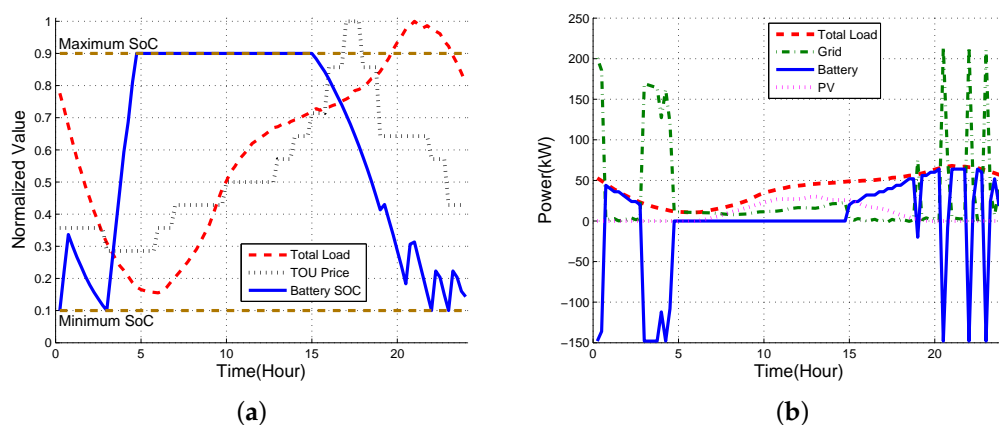 1
0.9
0.8
0.7
0.6
0.5
0.4
0.3
0.2
0.1
Normalized Value
Maximum SoC
Minimum SoC
Total Load
TOU Price
Battery SOC
0 5 10 15 20
Time(Hour)
(a)
250
200
150
100
50
0
−50
−100
−150
Power(kW)
Total Load
Grid
Battery
PV
0 5 10 15 20
Time(Hour)
(b)